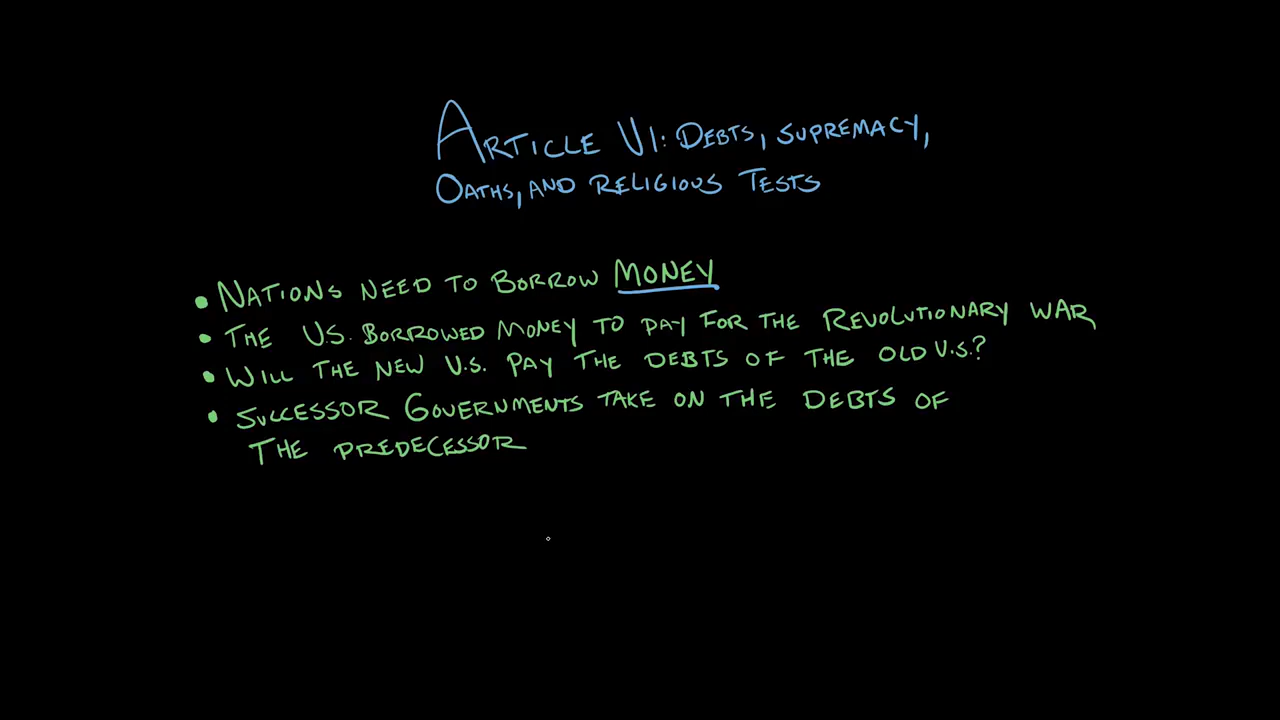 ARTICLE VI: DEBTS, SUPREMACY,
OATHS, AND RELIGIOUS TESTS
• NATIONS NEED TO BORROW MONEY
• THE U.S. BORROWED MONEY TO PAY FOR THE REVOLUTIONARY WAR
• WILL THE NEW U.S. PAY THE DEBTS OF THE OLD U.S.?
• SUCCESSOR GOVERNMENTS TAKE ON THE DEBTS OF
THE PREDECESSOR